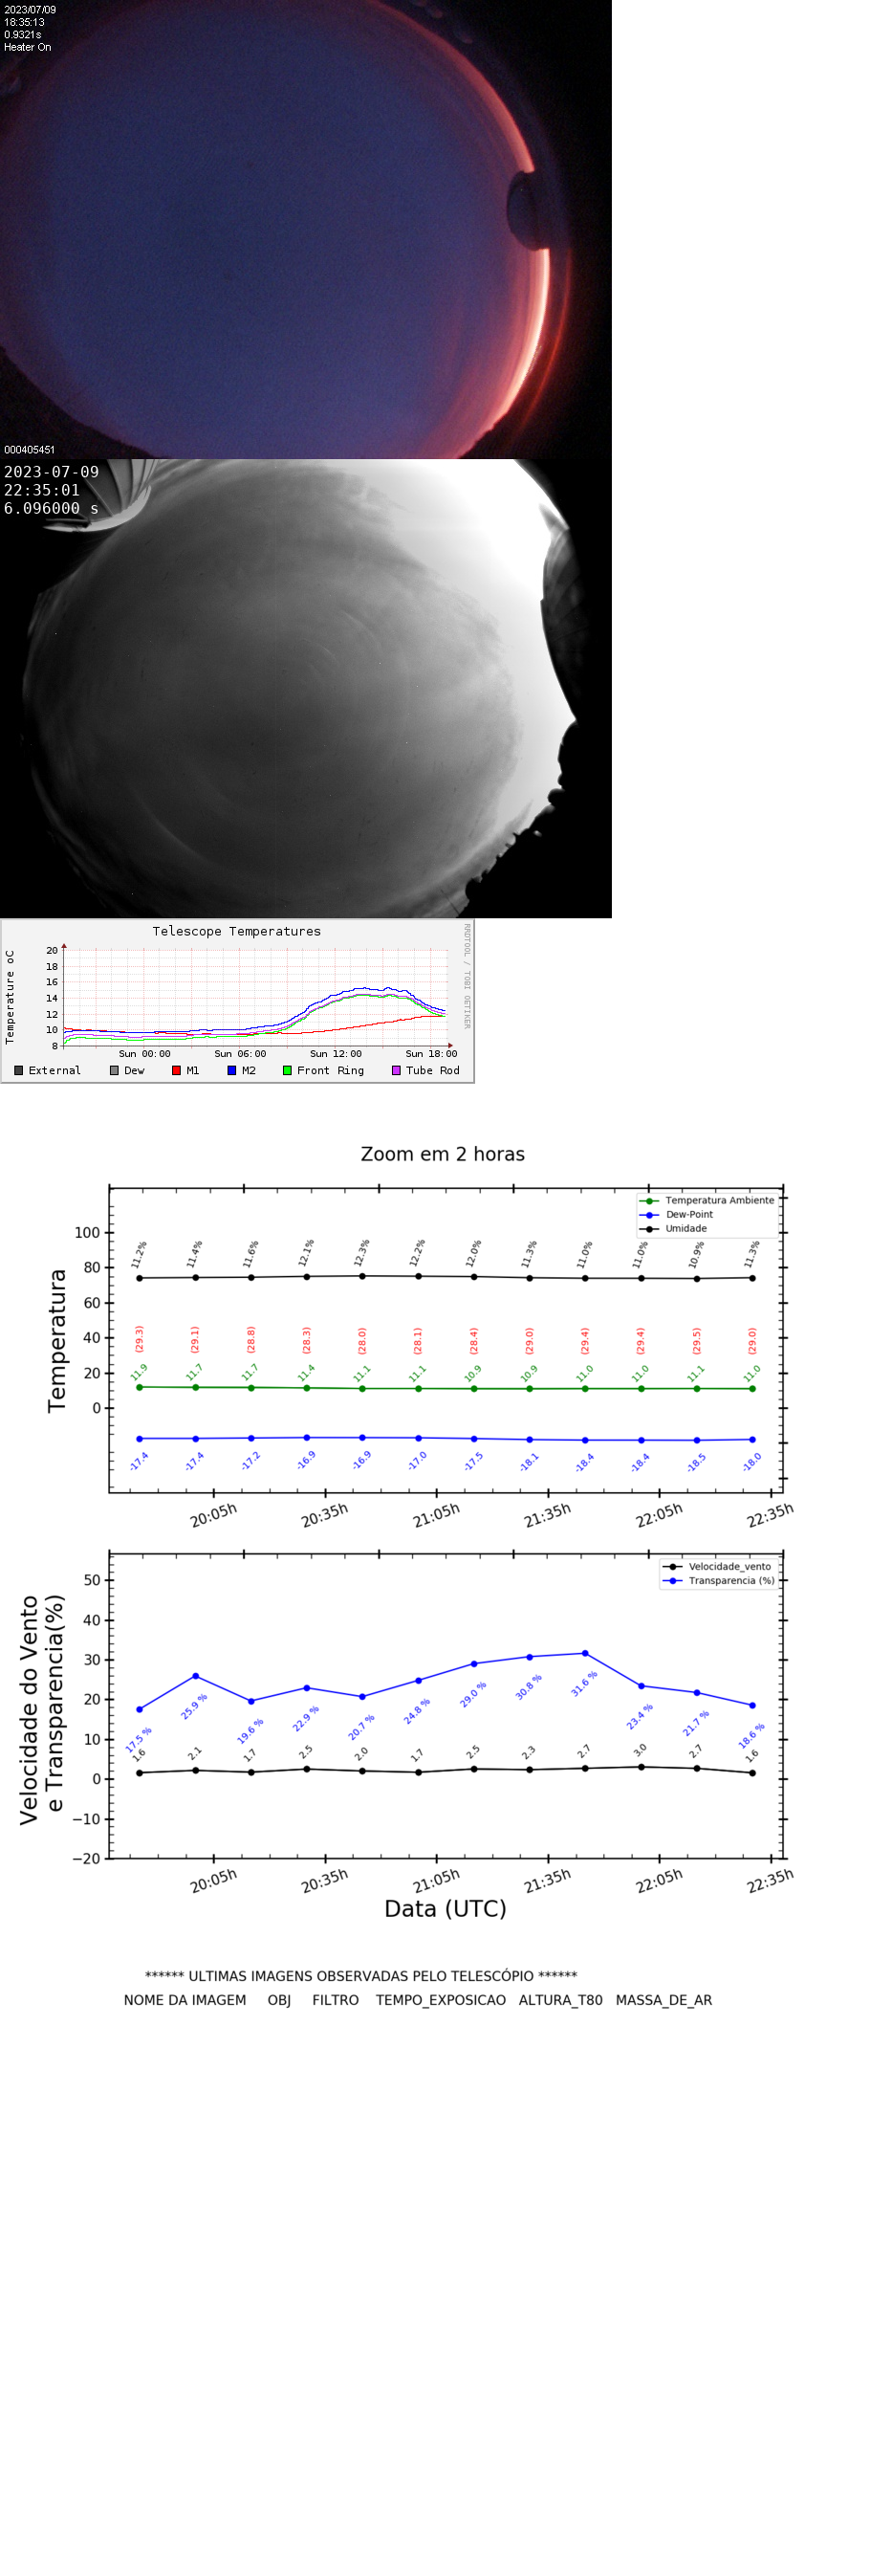 2023/07/09
18:35:13
0.9321s
Heater On
000405451
2023-07-09
22:35:01
6.096000 s
Telescope Temperatures
RRDTOOL / TOBI OETIKER
Temperature oC
20
18
16
14
12
10
8
Sun 00:00 Sun 06:00 Sun 12:00 Sun 18:00
External Dew M1 M2 Front Ring Tube Rod
Zoom em 2 horas
Temperatura
100
80
60
40
20
0
Temperatura Ambiente
Dew-Point
Umidade
11.2% 11.4% 11.6% 12.1% 12.3% 12.2% 12.0% 11.3% 11.0% 11.0% 10.9% 11.3%
(29.3) (29.1) (28.8) (28.3) (28.0) (28.1) (28.4) (29.0) (29.4) (29.4) (29.5) (29.0)
11.9 11.7 11.7 11.4 11.1 11.1 10.9 10.9 11.0 11.0 11.1 11.0
-17.4 -17.4 -17.2 -16.9 -16.9 -17.0 -17.5 -18.1 -18.4 -18.4 -18.5 -18.0
20:05h 20:35h 21:05h 21:35h 22:05h 22:35h
Velocidade do Vento
e Transparencia(%)
50
40
30
20
10
0
−10
−20
Velocidade_vento
Transparencia (%)
17.5 % 25.9 % 19.6 % 22.9 % 20.7 % 24.8 % 29.0 % 30.8 % 31.6 % 23.4 % 21.7 % 18.6 %
1.6 2.1 1.7 2.5 2.0 1.7 2.5 2.3 2.7 3.0 2.7 1.6
20:05h 20:35h 21:05h 21:35h 22:05h 22:35h
Data (UTC)
****** ULTIMAS IMAGENS OBSERVADAS PELO TELESCÓPIO ******
NOME DA IMAGEM OBJ FILTRO TEMPO_EXPOSICAO ALTURA_T80 MASSA_DE_AR